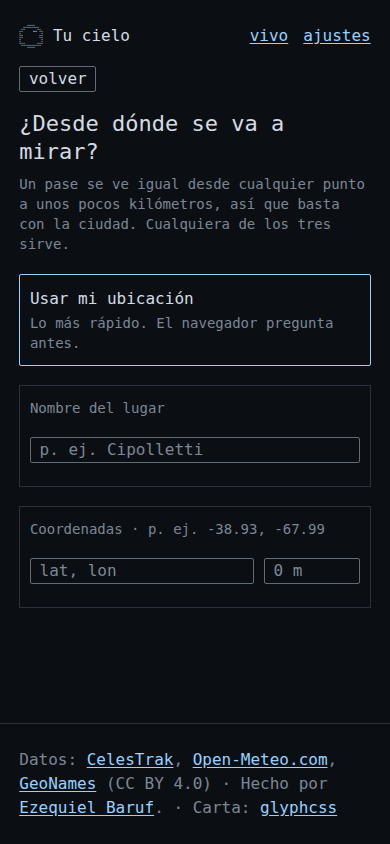 Tu cielo vivo ajustes
volver
¿Desde dónde se va a
mirar?
Un pase se ve igual desde cualquier punto
a unos pocos kilómetros, así que basta
con la ciudad. Cualquiera de los tres
sirve.
Usar mi ubicación
Lo más rápido. El navegador pregunta
antes.
Nombre del lugar
p. ej. Cipolletti
Coordenadas · p. ej. -38.93, -67.99
lat, lon 0 m
Datos: CelesTrak, Open-Meteo.com,
GeoNames (CC BY 4.0) · Hecho por
Ezequiel Baruf. · Carta: glyphcss